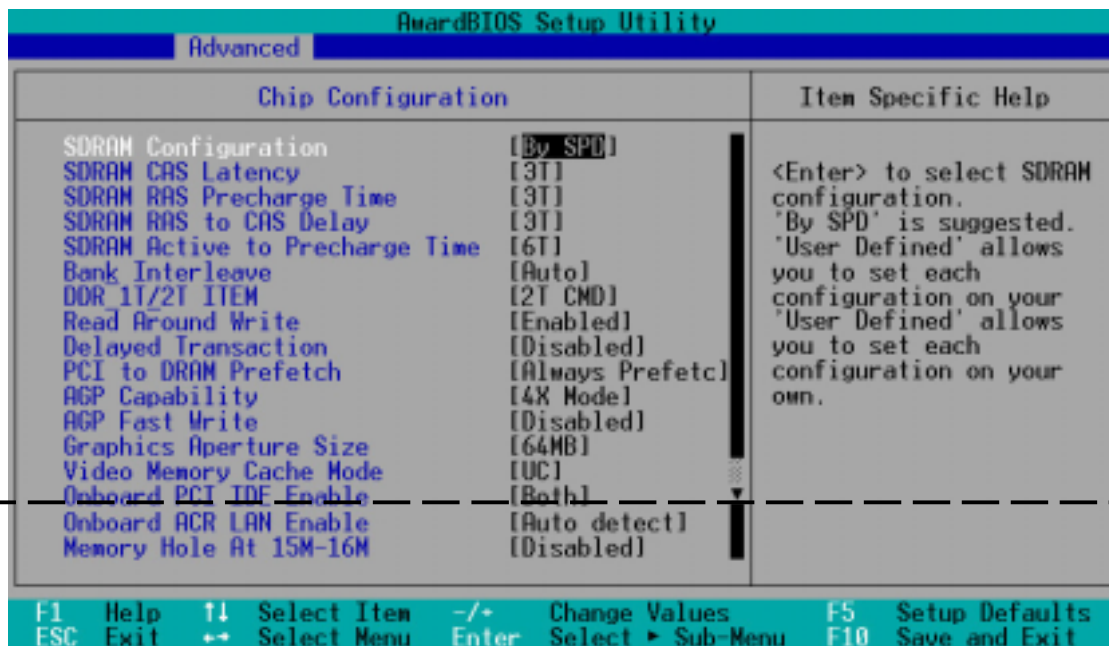 AwardBIOS Setup Utility
Advanced
Chip Configuration
SDRAM Configuration [By SPD]
SDRAM CAS Latency [3T]
SDRAM RAS Precharge Time [3T]
SDRAM RAS to CAS Delay [3T]
SDRAM Active to Precharge Time [6T]
Bank Interleave [Auto]
DDR_1T/2T ITEM [2T CMD]
Read Around Write [Enabled]
Delayed Transaction [Disabled]
PCI to DRAM Prefetch [Always Prefetc]
AGP Capability [4X Mode]
AGP Fast Write [Disabled]
Graphics Aperture Size [64MB]
Video Memory Cache Mode [UC]
Onboard PCI IDE Enable [Both]
Onboard ACR LAN Enable [Auto detect]
Memory Hole At 15M-16M [Disabled]
Item Specific Help
<Enter> to select SDRAM
configuration.
'By SPD' is suggested.
'User Defined' allows
you to set each
configuration on your
'User Defined' allows
you to set each
configuration on your
own.
F1 Help ↑↓ Select Item -/+ Change Values F5 Setup Defaults
ESC Exit ←→ Select Menu Enter Select ► Sub-Menu F10 Save and Exit